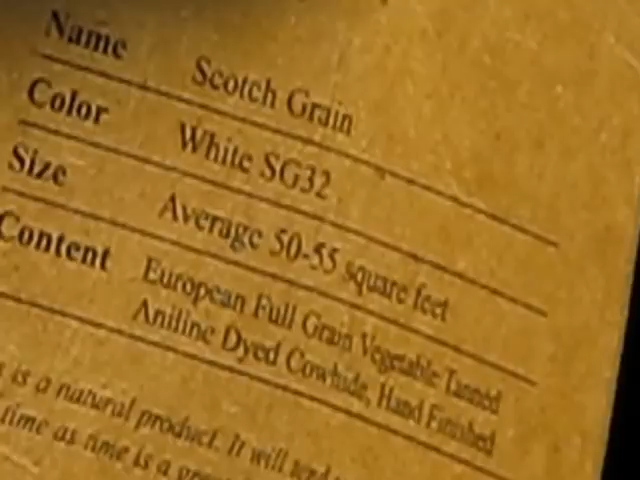 Name Scotch Grain
Color White SG32
Size Average 50-55 square feet
Content European Full Grain Vegetable Tanned
Aniline Dyed Cowhide, Hand Finished
is a natural product. It will
time as time is a